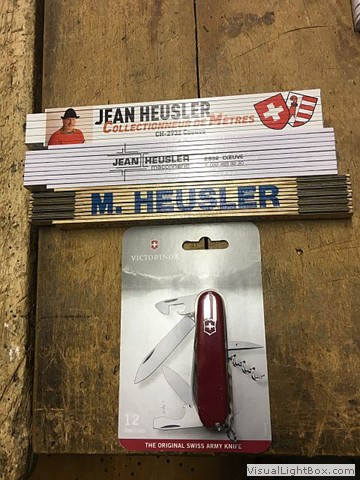 JEAN HEUSLER
COLLECTIONNEUR DE MÈTRES
CH-2932 Coeuve
JEAN HEUSLER
maçonnerie
2932 COEUVE
M. HEUSLER
VICTORINOX
12
THE ORIGINAL SWISS ARMY KNIFE
VisualLightBox.com